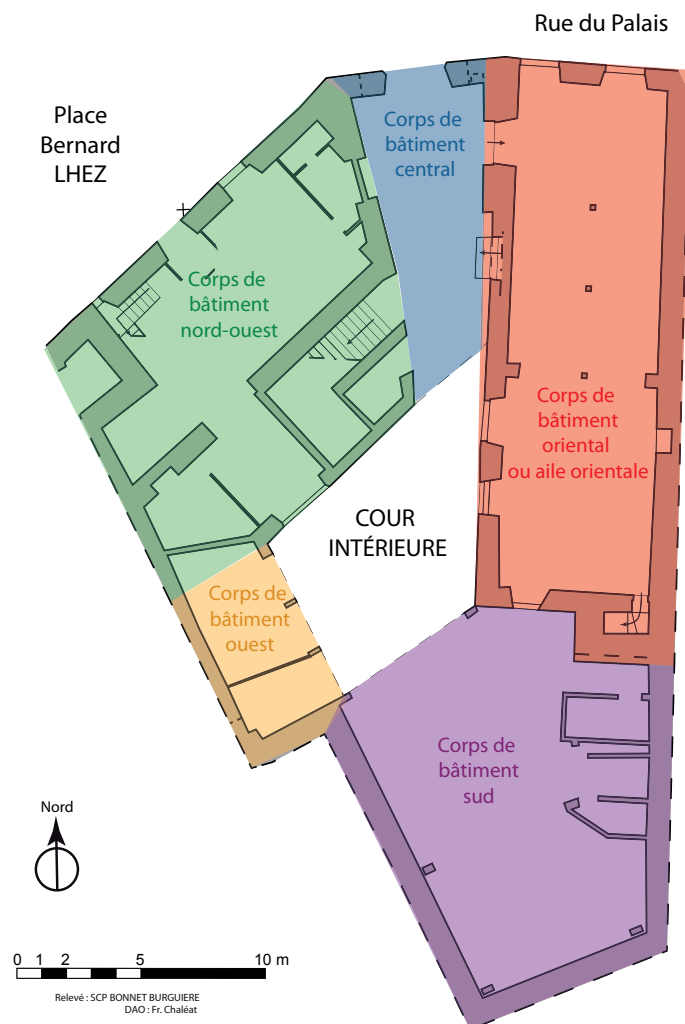 Rue du Palais
Place
Bernard
LHEZ
Corps de
bâtiment
central
Corps de
bâtiment
nord-ouest
Corps de
bâtiment
oriental
ou aile orientale
COUR
INTÉRIEURE
Corps de
bâtiment
ouest
Corps de
bâtiment
sud
Nord
0 1 2 5 10 m
Relevé : SCP BONNET BURGUIERE
DAO : Fr. Chaléat